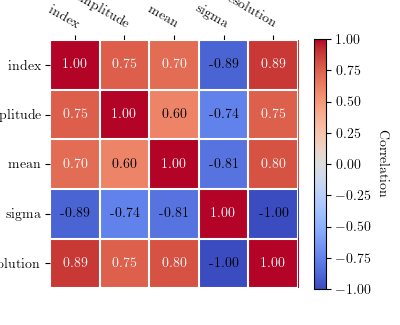 index mplitude mean sigma solution
index 1.00 0.75 0.70 -0.89 0.89
plitude 0.75 1.00 0.60 -0.74 0.75
mean 0.70 0.60 1.00 -0.81 0.80
sigma -0.89 -0.74 -0.81 1.00 -1.00
olution 0.89 0.75 0.80 -1.00 1.00
1.00
0.75
0.50
0.25
0.00
−0.25
−0.50
−0.75
−1.00
Correlation